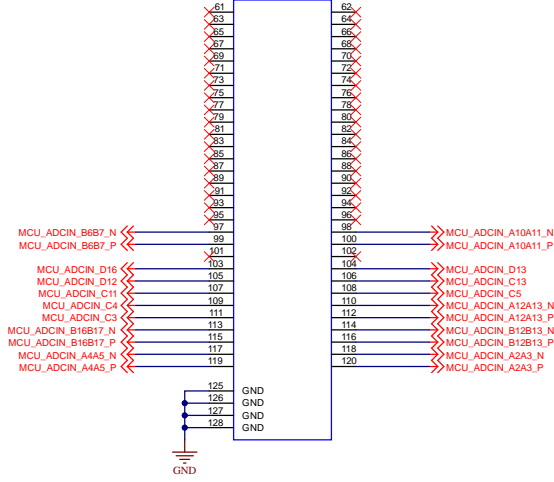 61 62
63 64
65 66
67 68
69 70
71 72
73 74
75 76
77 78
79 80
81 82
83 84
85 86
87 88
89 90
91 92
93 94
95 96
MCU_ADCIN_B6B7_N 97 98 MCU_ADCIN_A10A11_N
MCU_ADCIN_B6B7_P 99 100 MCU_ADCIN_A10A11_P
101 102
MCU_ADCIN_D16 103 104 MCU_ADCIN_D13
MCU_ADCIN_D12 105 106 MCU_ADCIN_C13
MCU_ADCIN_C11 107 108 MCU_ADCIN_C5
MCU_ADCIN_C4 109 110 MCU_ADCIN_A12A13_N
MCU_ADCIN_C3 111 112 MCU_ADCIN_A12A13_P
MCU_ADCIN_B16B17_N 113 114 MCU_ADCIN_B12B13_N
MCU_ADCIN_B16B17_P 115 116 MCU_ADCIN_B12B13_P
MCU_ADCIN_A4A5_N 117 118 MCU_ADCIN_A2A3_N
MCU_ADCIN_A4A5_P 119 120 MCU_ADCIN_A2A3_P
125 GND
126 GND
127 GND
128 GND
GND